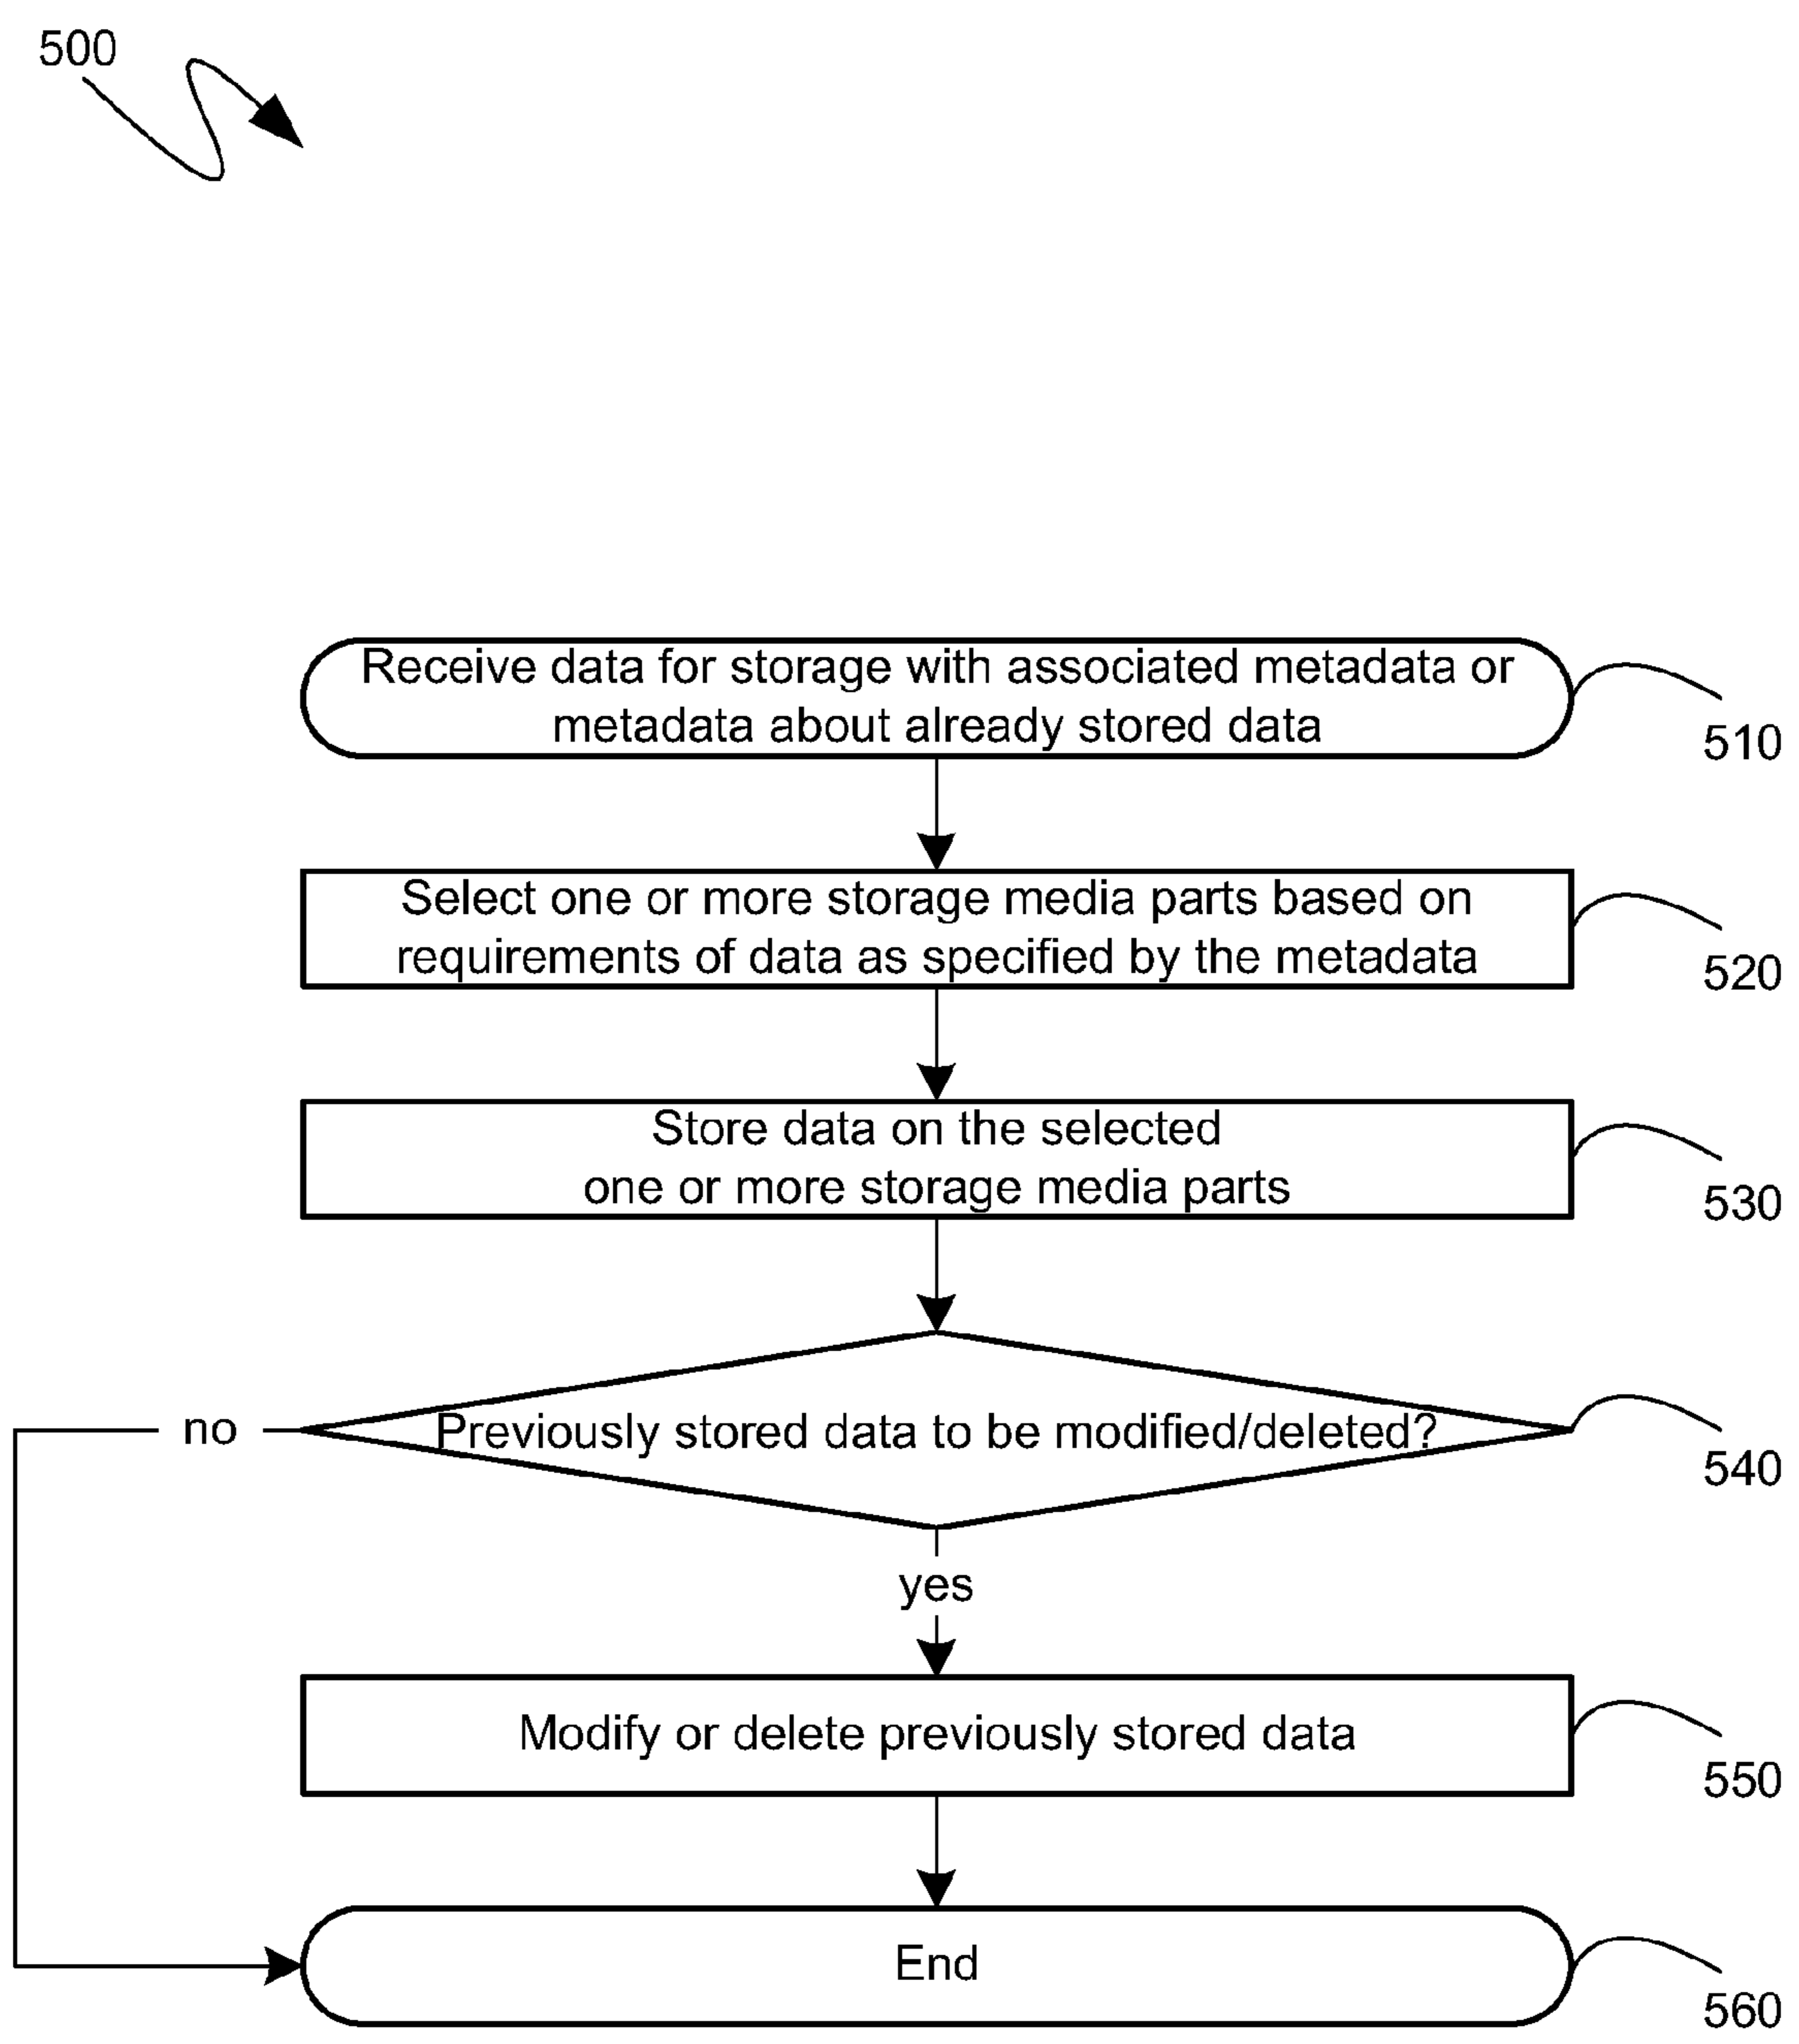 500
Receive data for storage with associated metadata or
metadata about already stored data
510
Select one or more storage media parts based on
requirements of data as specified by the metadata
520
Store data on the selected
one or more storage media parts
530
Previously stored data to be modified/deleted?
no
540
yes
Modify or delete previously stored data
550
End
560